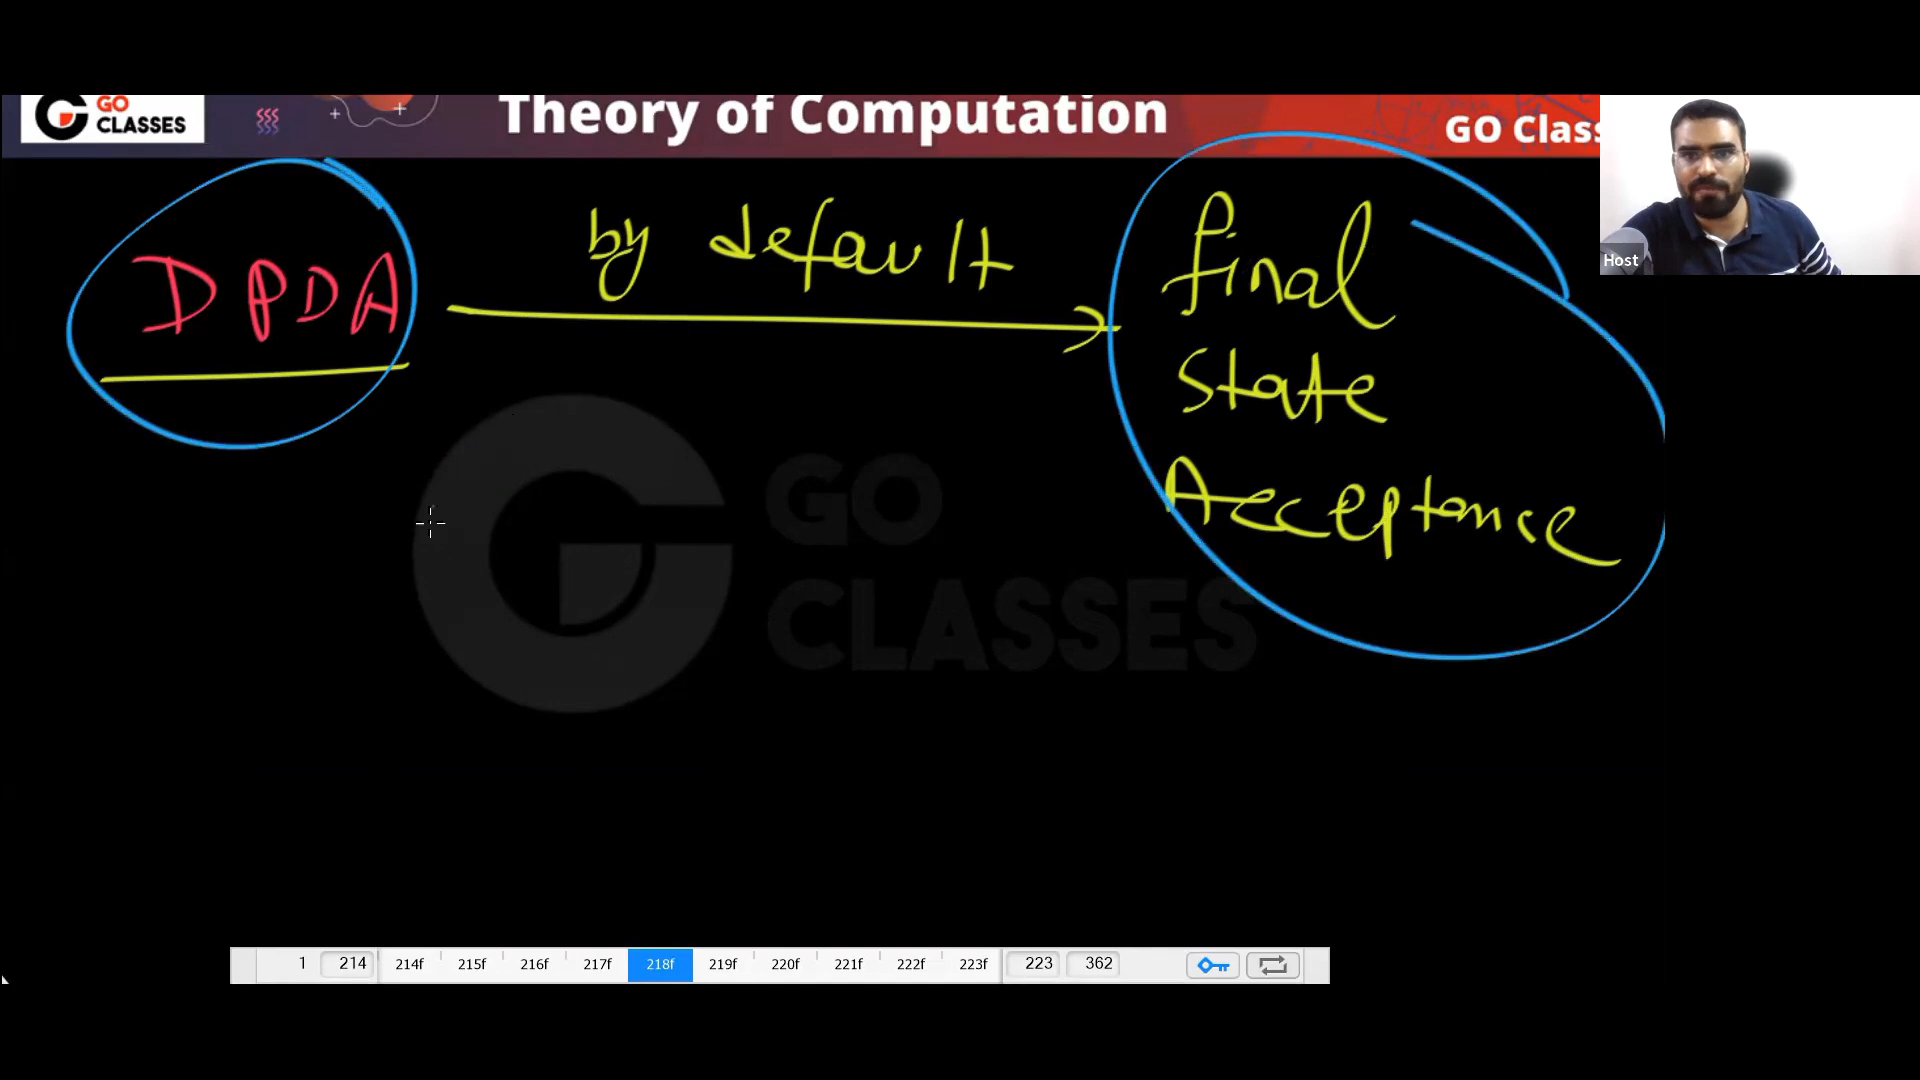 GO
CLASSES
Theory of Computation
GO Class
Host
DPDA
by default
final
state
Acceptance
GO
CLASSES
1 214 214f 215f 216f 217f 218f 219f 220f 221f 222f 223f 223 362